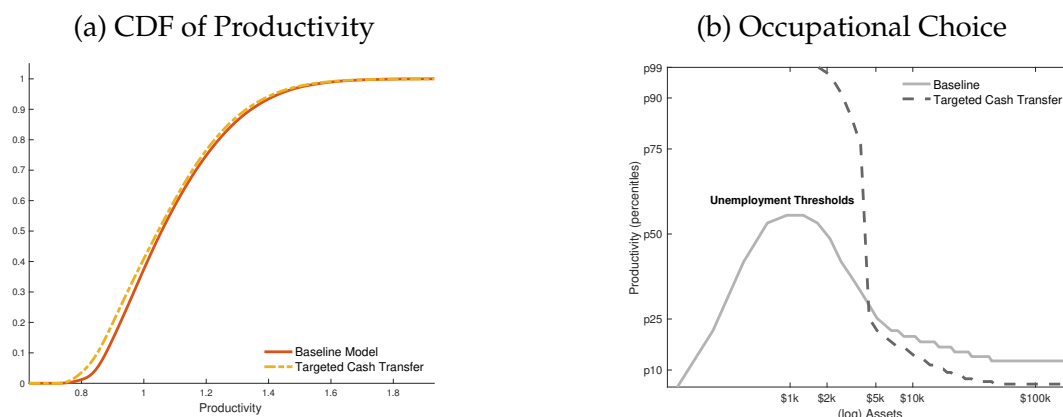 (a) CDF of Productivity
1
0.9
0.8
0.7
0.6
0.5
0.4
0.3
0.2
0.1
0
0.8
1
1.2
1.4
1.6
1.8
Productivity
Baseline Model
Targeted Cash Transfer
(b) Occupational Choice
p99
p90
p75
p50
p25
p10
Productivity (percenitles)
Baseline
Targeted Cash Transfer
Unemployment Thresholds
$1k
$2k
$5k
$10k
$100k
(log) Assets